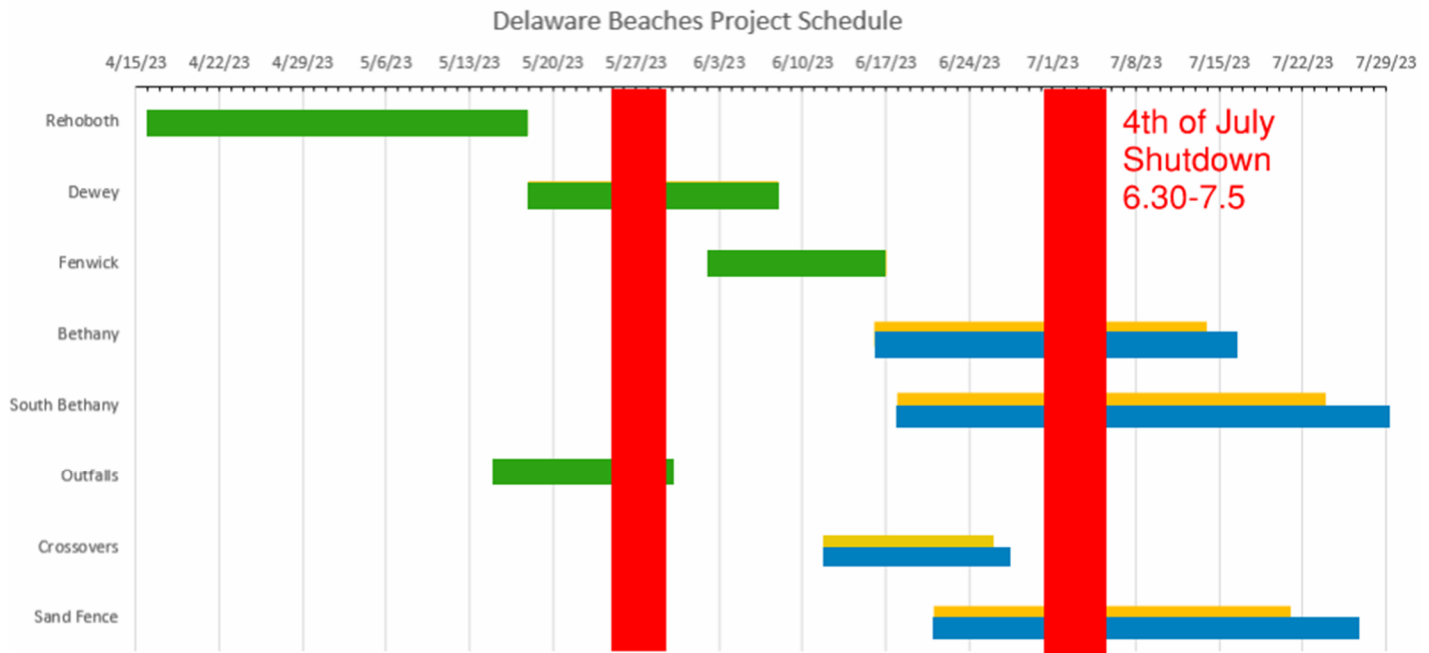 Delaware Beaches Project Schedule
4/15/23 4/22/23 4/29/23 5/6/23 5/13/23 5/20/23 5/27/23 6/3/23 6/10/23 6/17/23 6/24/23 7/1/23 7/8/23 7/15/23 7/22/23 7/29/23
Rehoboth
4th of July
Shutdown
6.30-7.5
Dewey
Fenwick
Bethany
South Bethany
Outfalls
Crossovers
Sand Fence